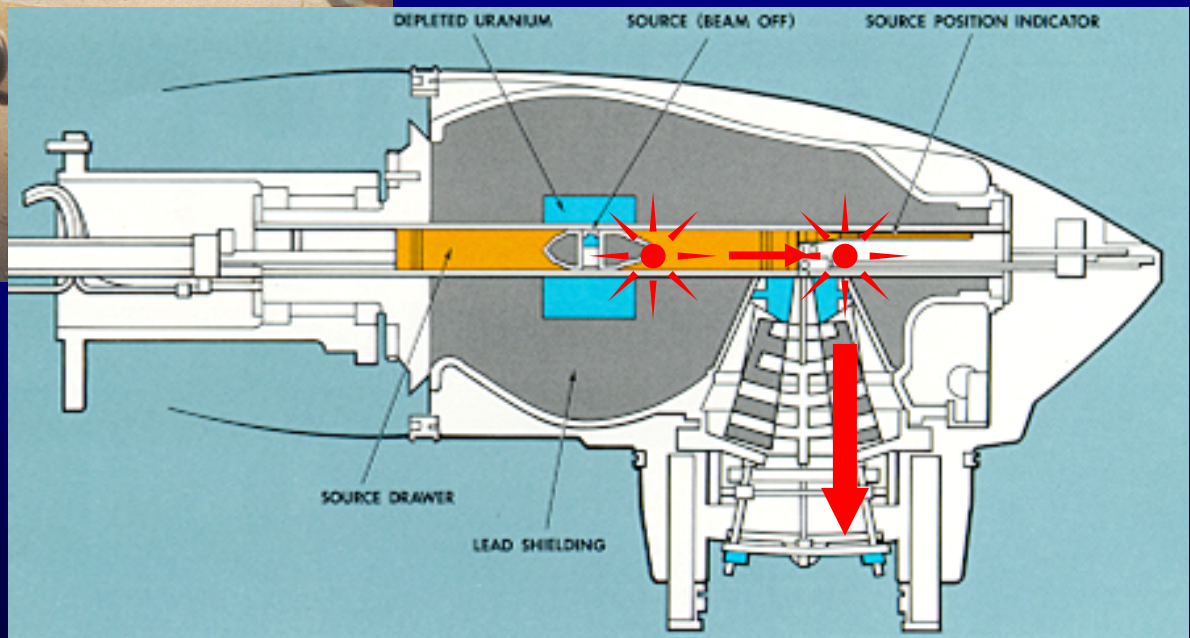 DEPLETED URANIUM
SOURCE (BEAM OFF)
SOURCE POSITION INDICATOR
SOURCE DRAWER
LEAD SHIELDING